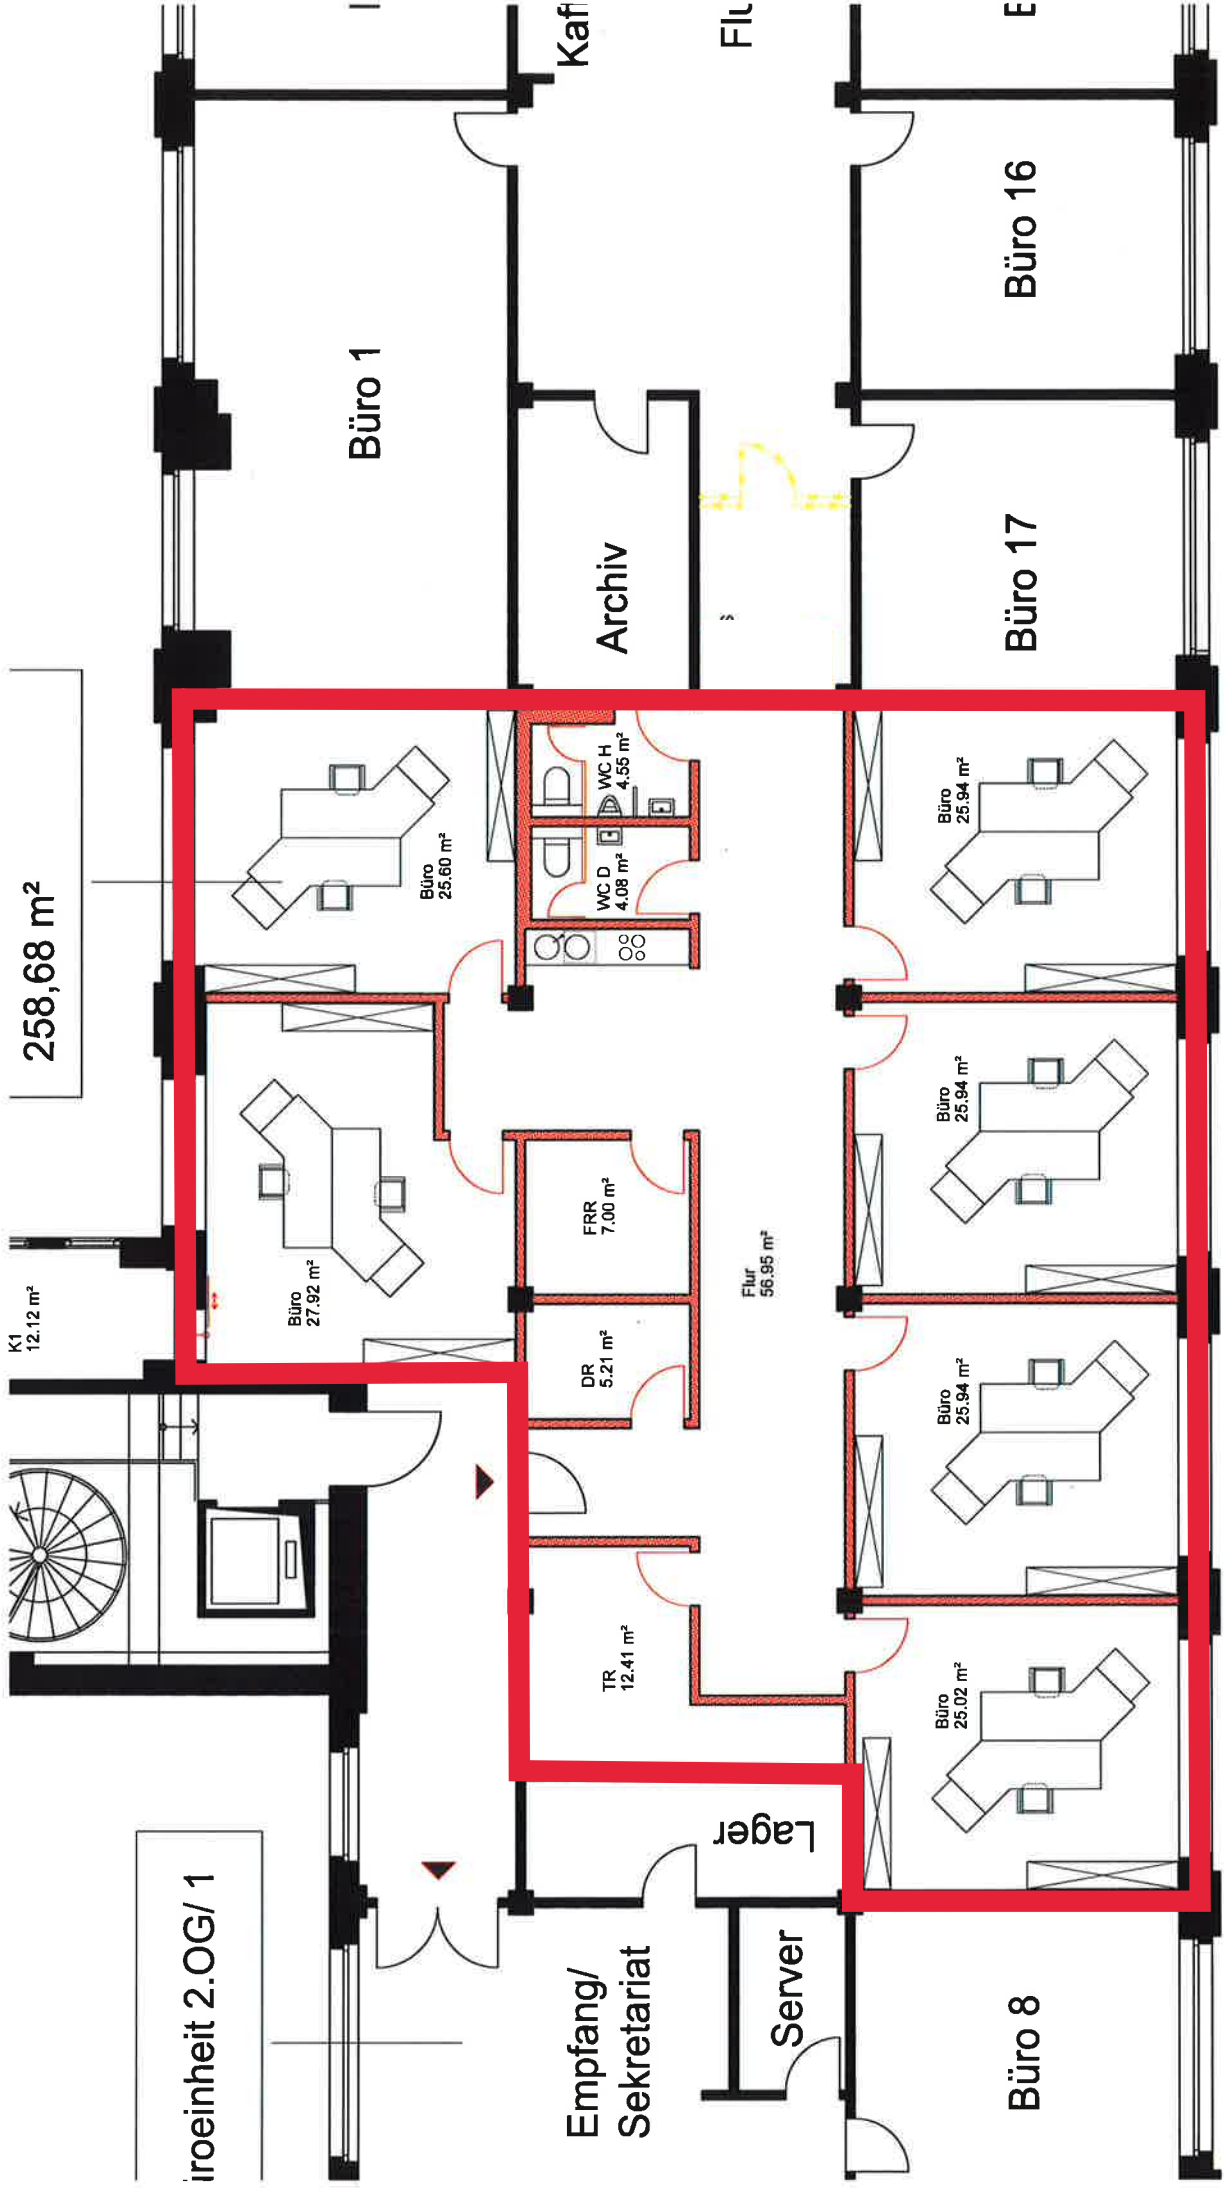 258,68 m²
K1
12.12 m²
Büro 1
Archiv
Büro 16
Büro 17
Büro
25.60 m²
WC H
4.55 m²
WC D
4.08 m²
Büro
25.94 m²
Büro
27.92 m²
FRR
7.00 m²
Flur
56.95 m²
Büro
25.94 m²
DR
5.21 m²
Büro
25.94 m²
TR
12.41 m²
Büro
25.02 m²
Lager
iroeinheit 2.OG/ 1
Empfang/
Sekretariat
Server
Büro 8
Kaf
Flu